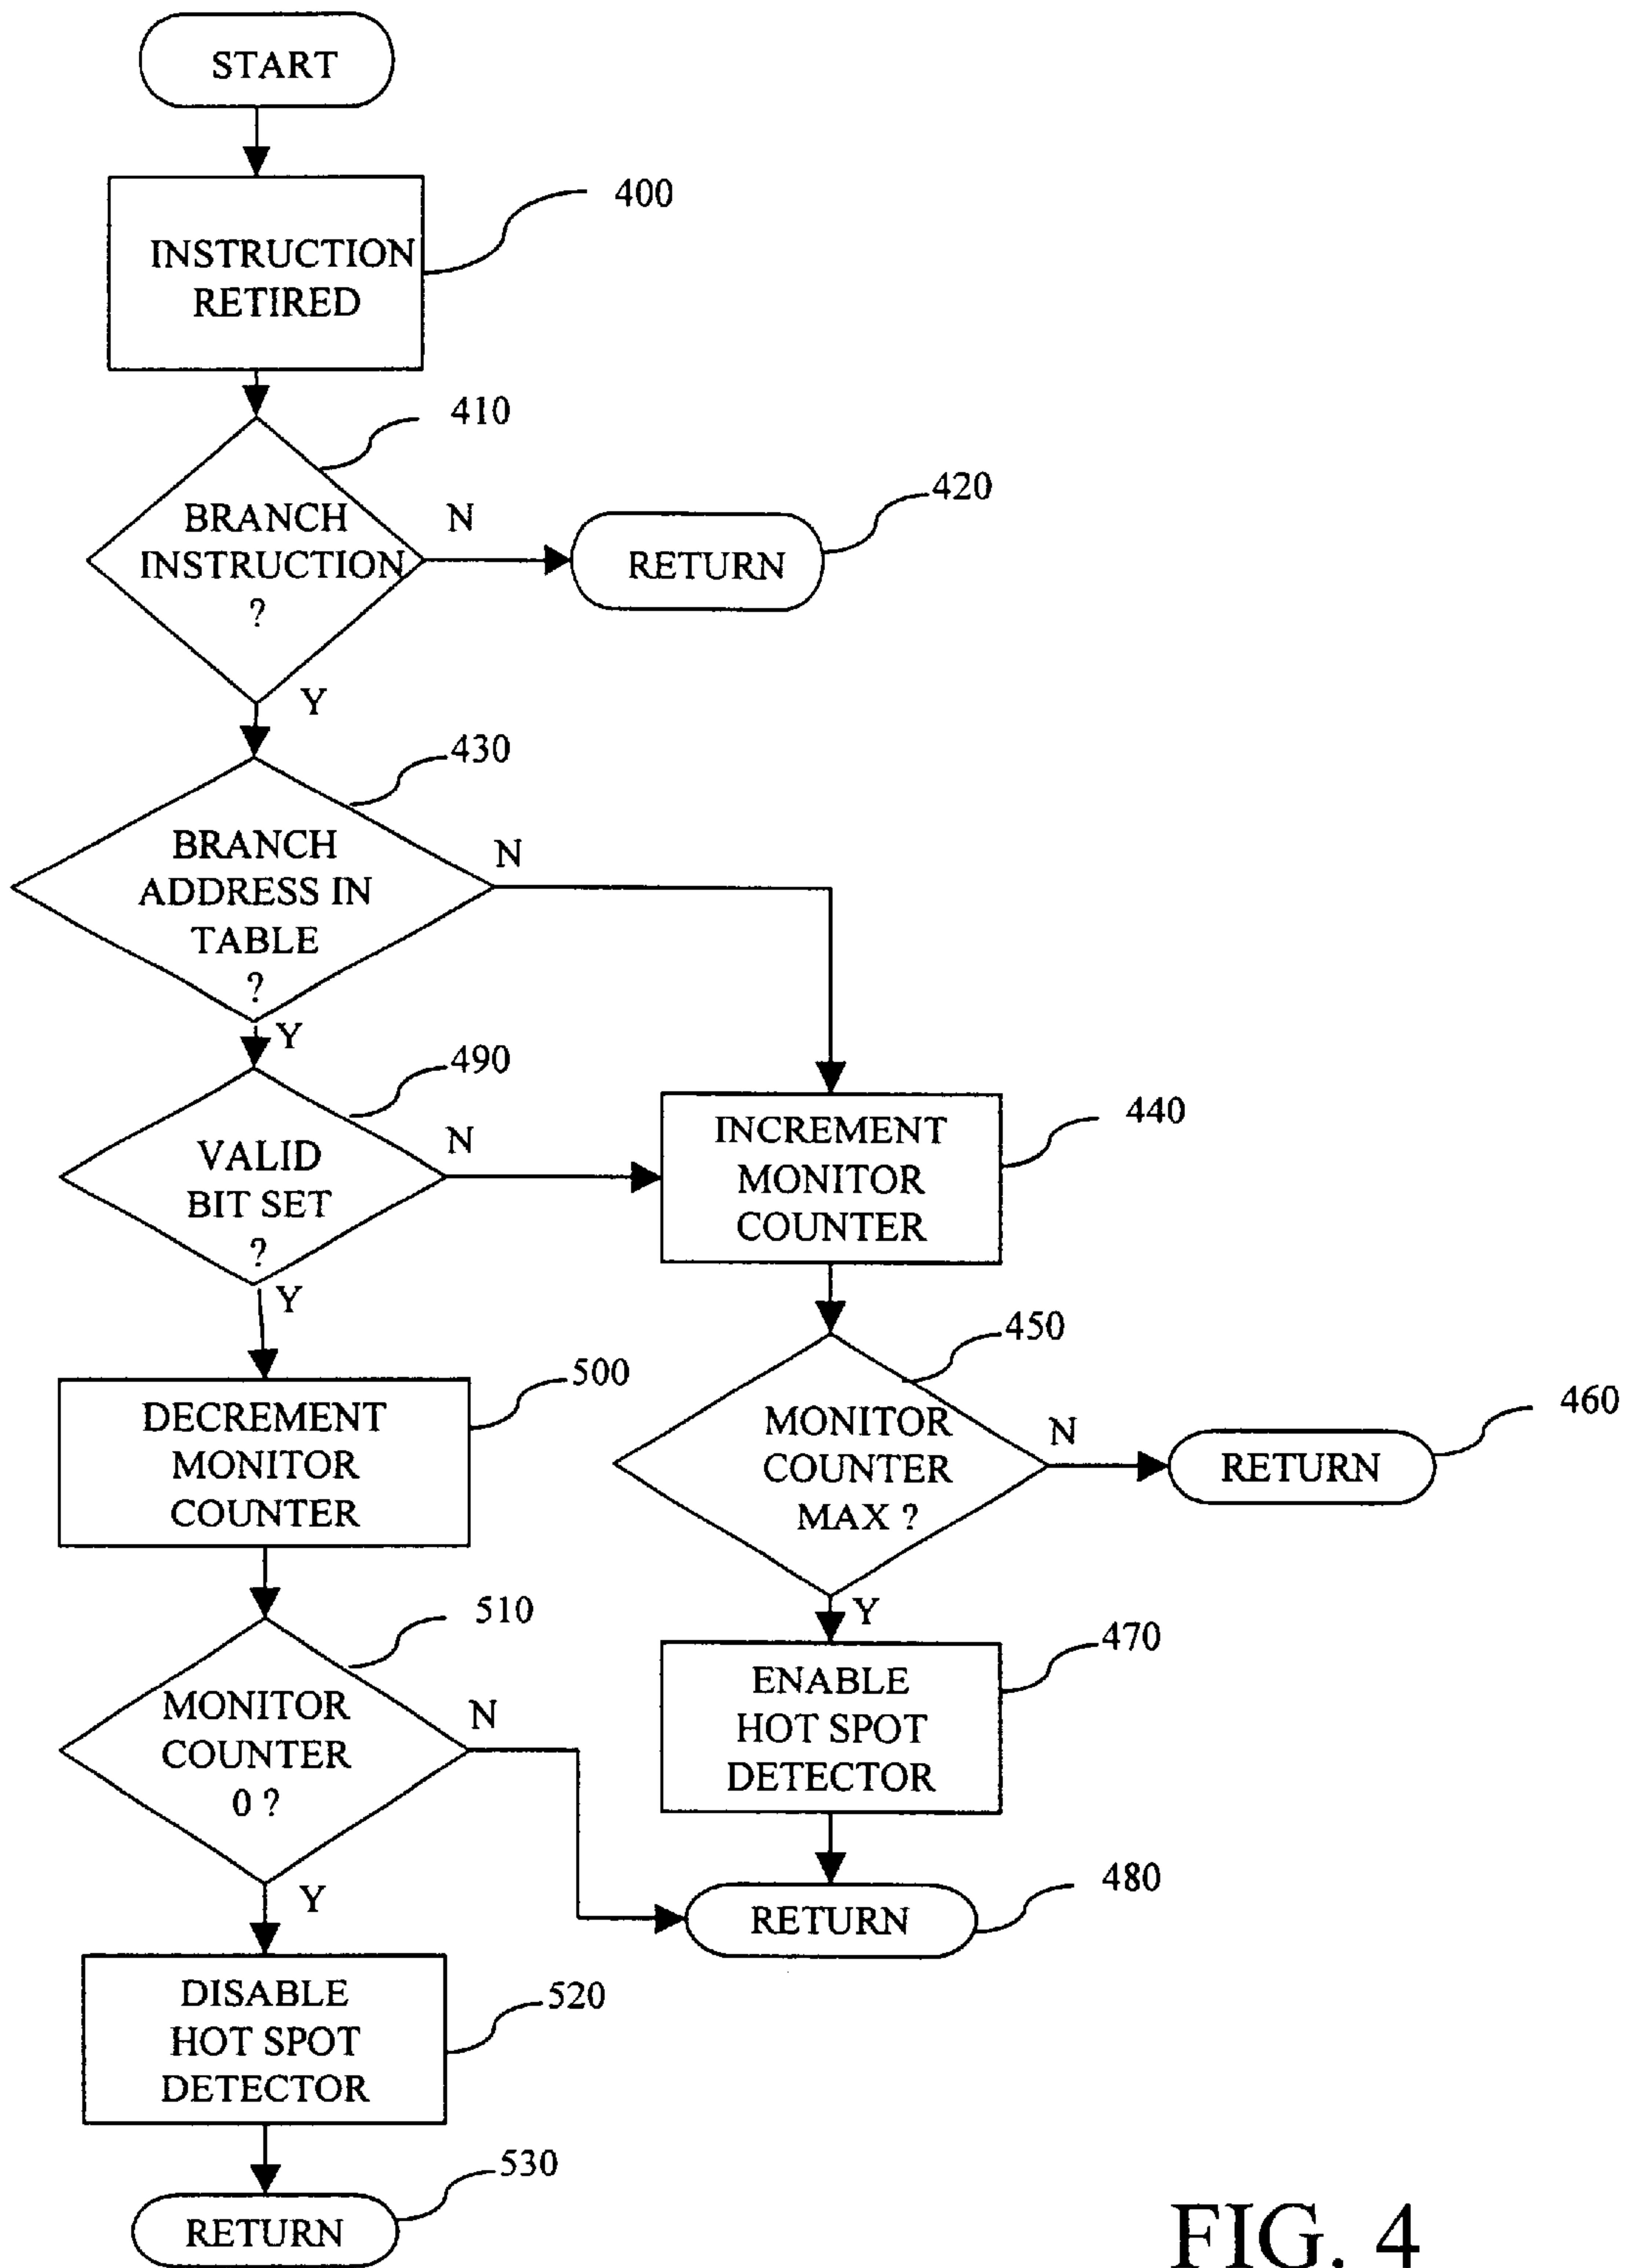 START
400
INSTRUCTION
RETIRED
410
BRANCH
INSTRUCTION
?
N
420
RETURN
Y
430
BRANCH
ADDRESS IN
TABLE
?
N
Y
490
VALID
BIT SET
?
N
440
INCREMENT
MONITOR
COUNTER
Y
500
DECREMENT
MONITOR
COUNTER
450
MONITOR
COUNTER
MAX ?
N
460
RETURN
Y
510
MONITOR
COUNTER
0 ?
N
470
ENABLE
HOT SPOT
DETECTOR
Y
480
RETURN
520
DISABLE
HOT SPOT
DETECTOR
530
RETURN
FIG. 4